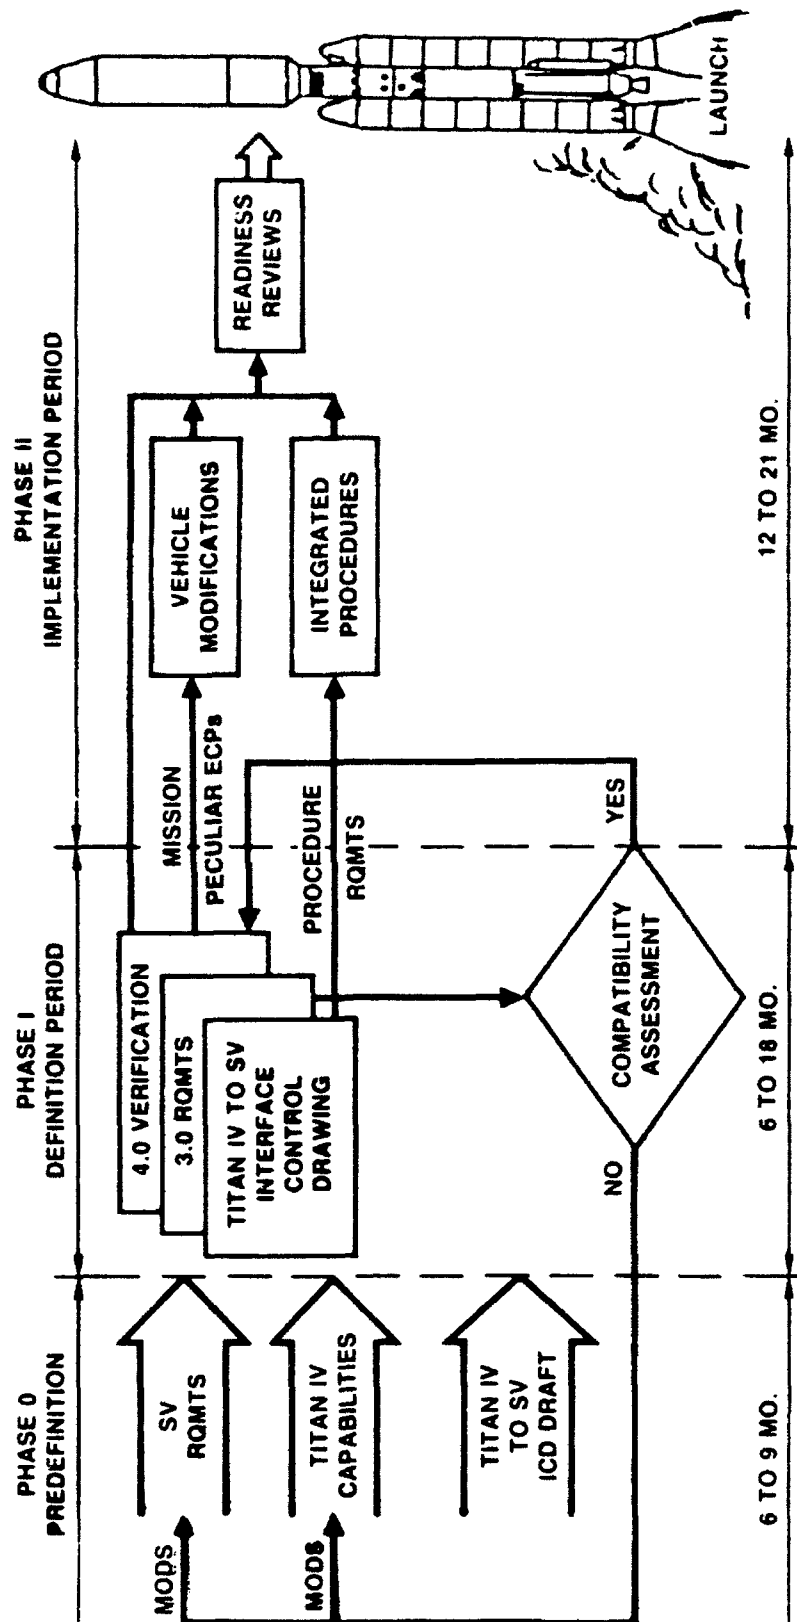 PHASE 0
PREDEFINITION
PHASE I
DEFINITION PERIOD
PHASE II
IMPLEMENTATION PERIOD
MODS
SV
RQMTS
MODS
TITAN IV
CAPABILITIES
TITAN IV
TO SV
ICD DRAFT
4.0 VERIFICATION
3.0 RQMTS
TITAN IV TO SV
INTERFACE
CONTROL
DRAWING
MISSION
PECULIAR ECPs
PROCEDURE
RQMTS
VEHICLE
MODIFICATIONS
INTEGRATED
PROCEDURES
READINESS
REVIEWS
NO
COMPATIBILITY
ASSESSMENT
YES
LAUNCH
6 TO 9 MO.
6 TO 18 MO.
12 TO 21 MO.